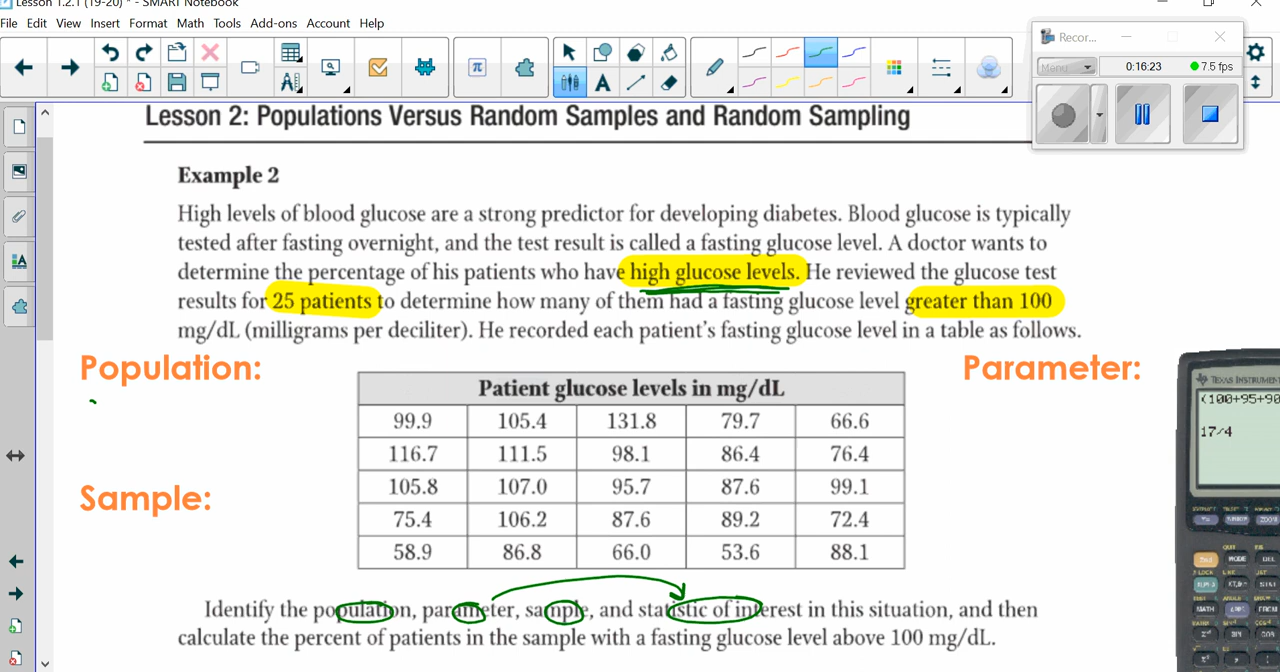 Lesson 1.2.1 (19-20) * - SMART Notebook
File Edit View Insert Format Math Tools Add-ons Account Help
Recor...
Menu
0:16:23
7.5 fps
Lesson 2: Populations Versus Random Samples and Random Sampling
Example 2
High levels of blood glucose are a strong predictor for developing diabetes. Blood glucose is typically
tested after fasting overnight, and the test result is called a fasting glucose level. A doctor wants to
determine the percentage of his patients who have high glucose levels. He reviewed the glucose test
results for 25 patients to determine how many of them had a fasting glucose level greater than 100
mg/dL (milligrams per deciliter). He recorded each patient's fasting glucose level in a table as follows.
Population:
Parameter:
Patient glucose levels in mg/dL
99.9 105.4 131.8 79.7 66.6
116.7 111.5 98.1 86.4 76.4
105.8 107.0 95.7 87.6 99.1
75.4 106.2 87.6 89.2 72.4
58.9 86.8 66.0 53.6 88.1
Sample:
Texas Instruments
(100+95+90
17/4
MODE DEL
MATH
SIN COS
Identify the population, parameter, sample, and statistic of interest in this situation, and then
calculate the percent of patients in the sample with a fasting glucose level above 100 mg/dL.